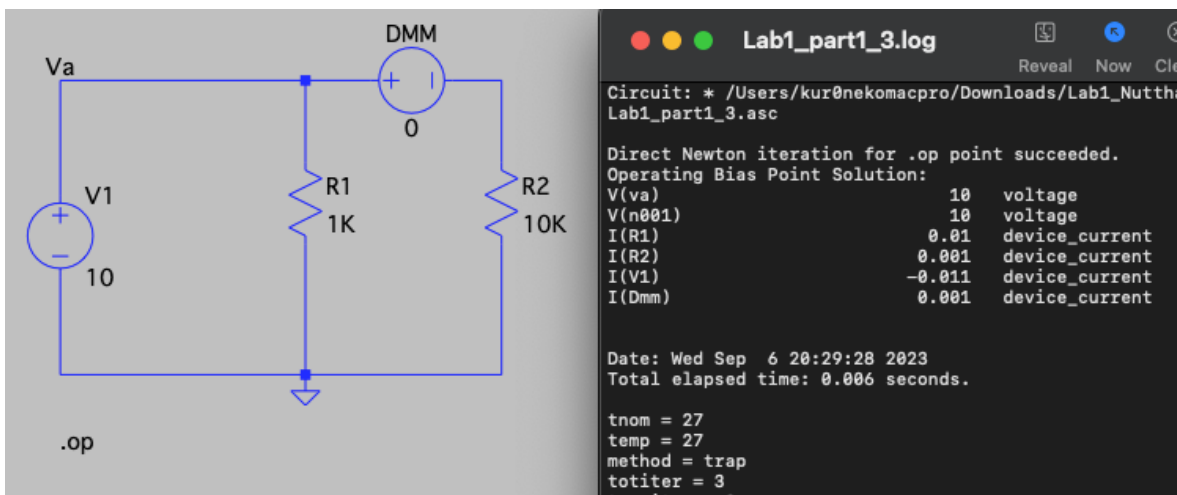 DMM
Va
+ −
0
V1
R1
R2
+
1K
10K
−
10
.op
Lab1_part1_3.log
Reveal Now Cle
Circuit: * /Users/kur0nekomacpro/Downloads/Lab1_Nuttha
Lab1_part1_3.asc
Direct Newton iteration for .op point succeeded.
Operating Bias Point Solution:
V(va) 10 voltage
V(n001) 10 voltage
I(R1) 0.01 device_current
I(R2) 0.001 device_current
I(V1) -0.011 device_current
I(Dmm) 0.001 device_current
Date: Wed Sep  6 20:29:28 2023
Total elapsed time: 0.006 seconds.
tnom = 27
temp = 27
method = trap
totiter = 3